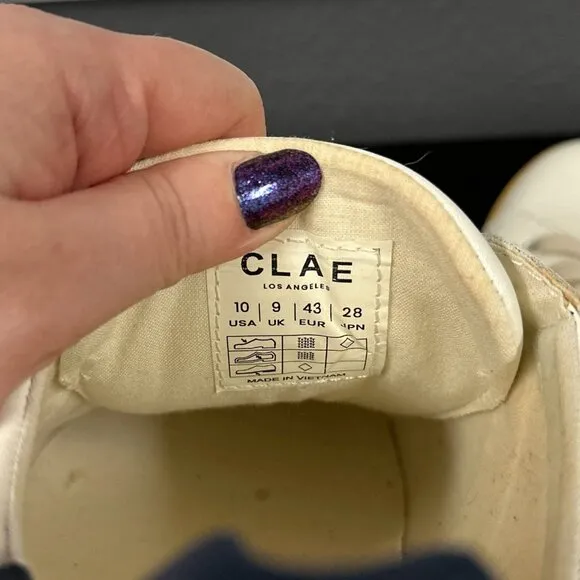 CLAE
LOS ANGELES
10 | 9 | 43 | 28
USA UK EUR JPN
MADE IN VIETNAM